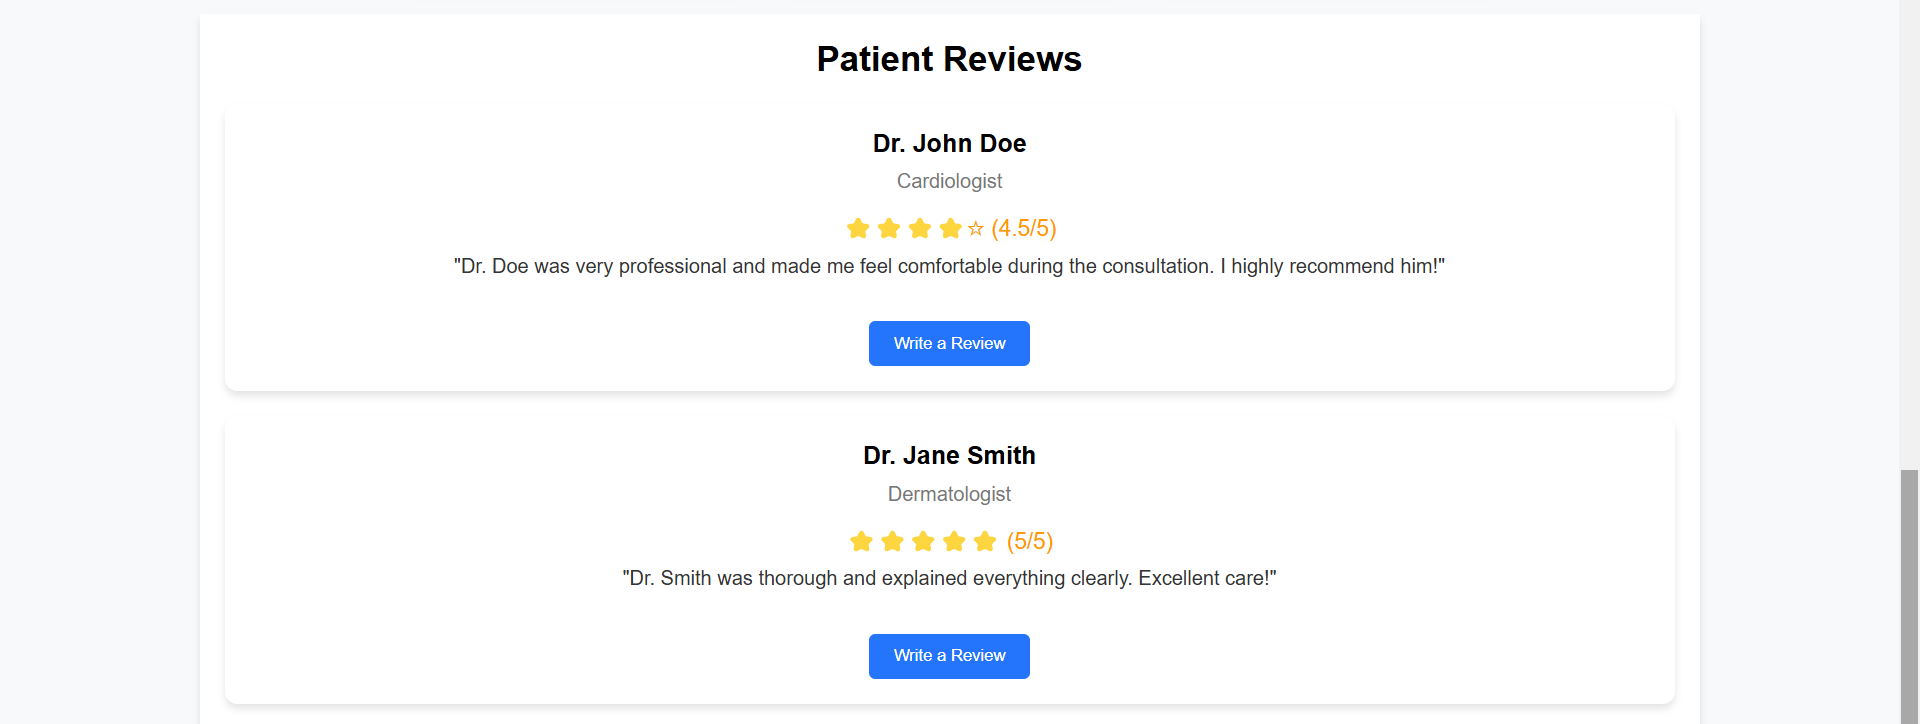 Patient Reviews
Dr. John Doe
Cardiologist
⭐⭐⭐⭐☆ (4.5/5)
"Dr. Doe was very professional and made me feel comfortable during the consultation. I highly recommend him!"
Write a Review
Dr. Jane Smith
Dermatologist
⭐⭐⭐⭐⭐ (5/5)
"Dr. Smith was thorough and explained everything clearly. Excellent care!"
Write a Review